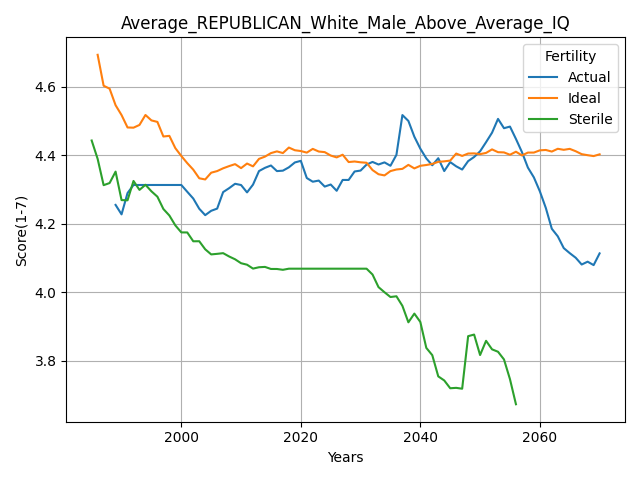 Average_REPUBLICAN_White_Male_Above_Average_IQ
Fertility
Actual
Ideal
Sterile
Score(1-7)
4.6
4.4
4.2
4.0
3.8
2000
2020
2040
2060
Years